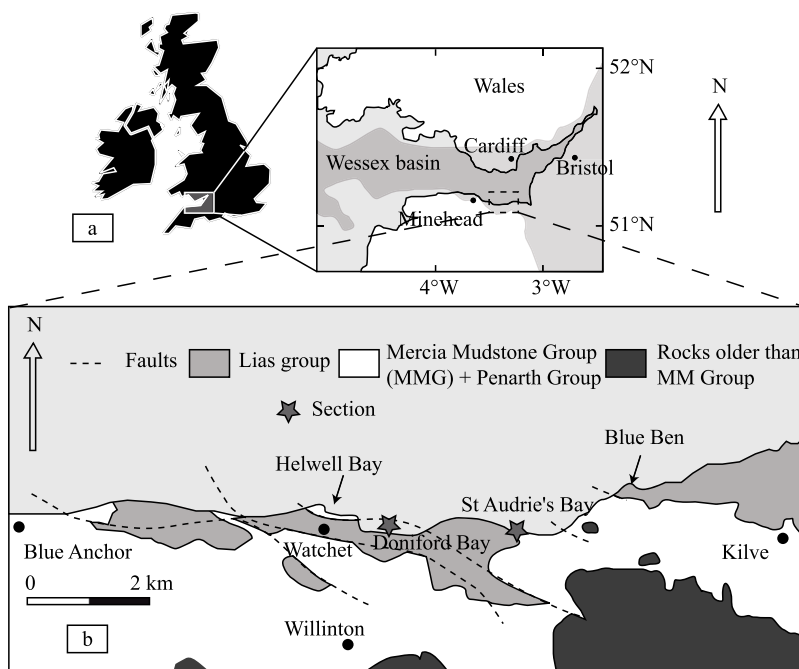 52°N
Wales
N
Cardiff
Wessex basin
Bristol
a
Minehead
51°N
4°W
3°W
N
Faults
Lias group
Mercia Mudstone Group
(MMG) + Penarth Group
Rocks older than
MM Group
Section
Blue Ben
Helwell Bay
St Audrie's Bay
Blue Anchor
Watchet
Doniford Bay
Kilve
0
2 km
Willinton
b